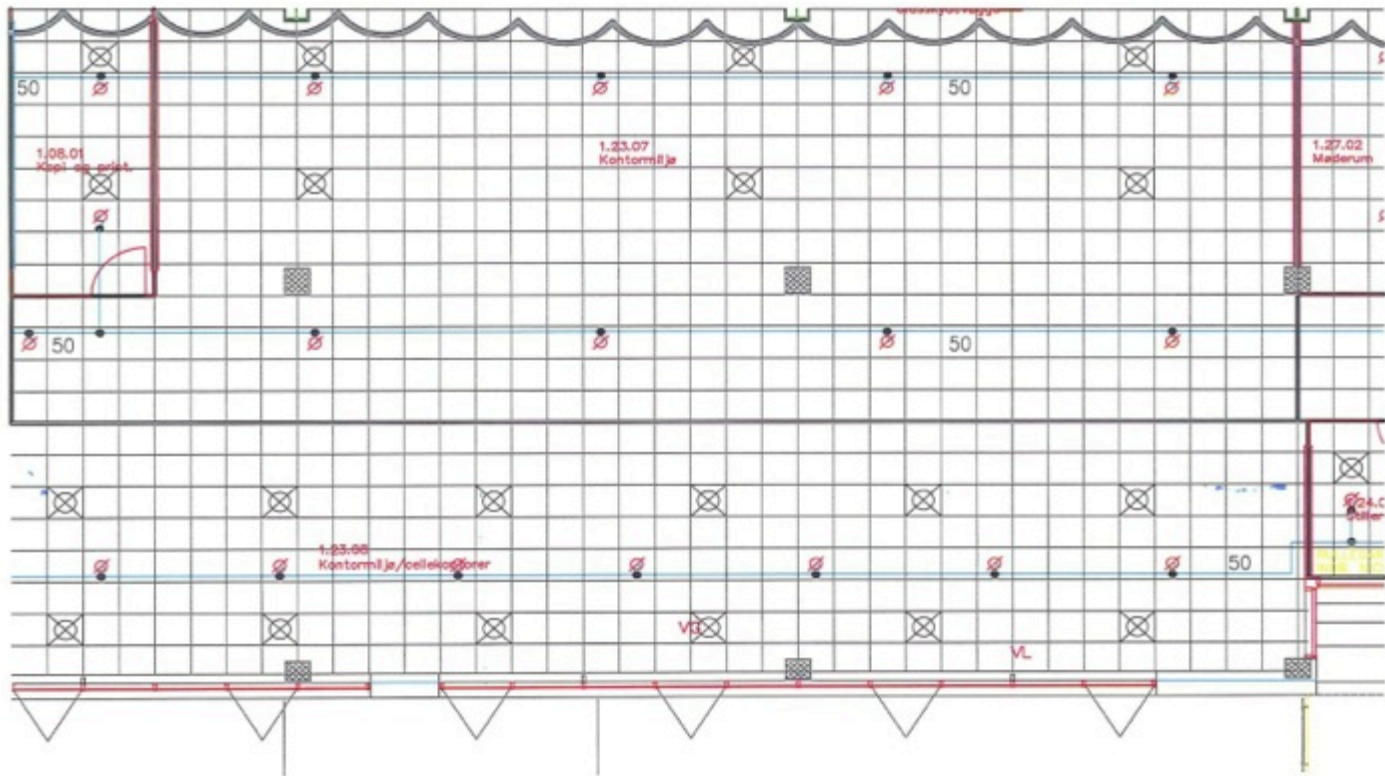 50
50
1.08.01
Kopi og print.
1.23.07
Kontormiljø
1.27.02
Møderum
50
50
1.23.08
Kontormiljø/cellekontorer
50
VG
VL